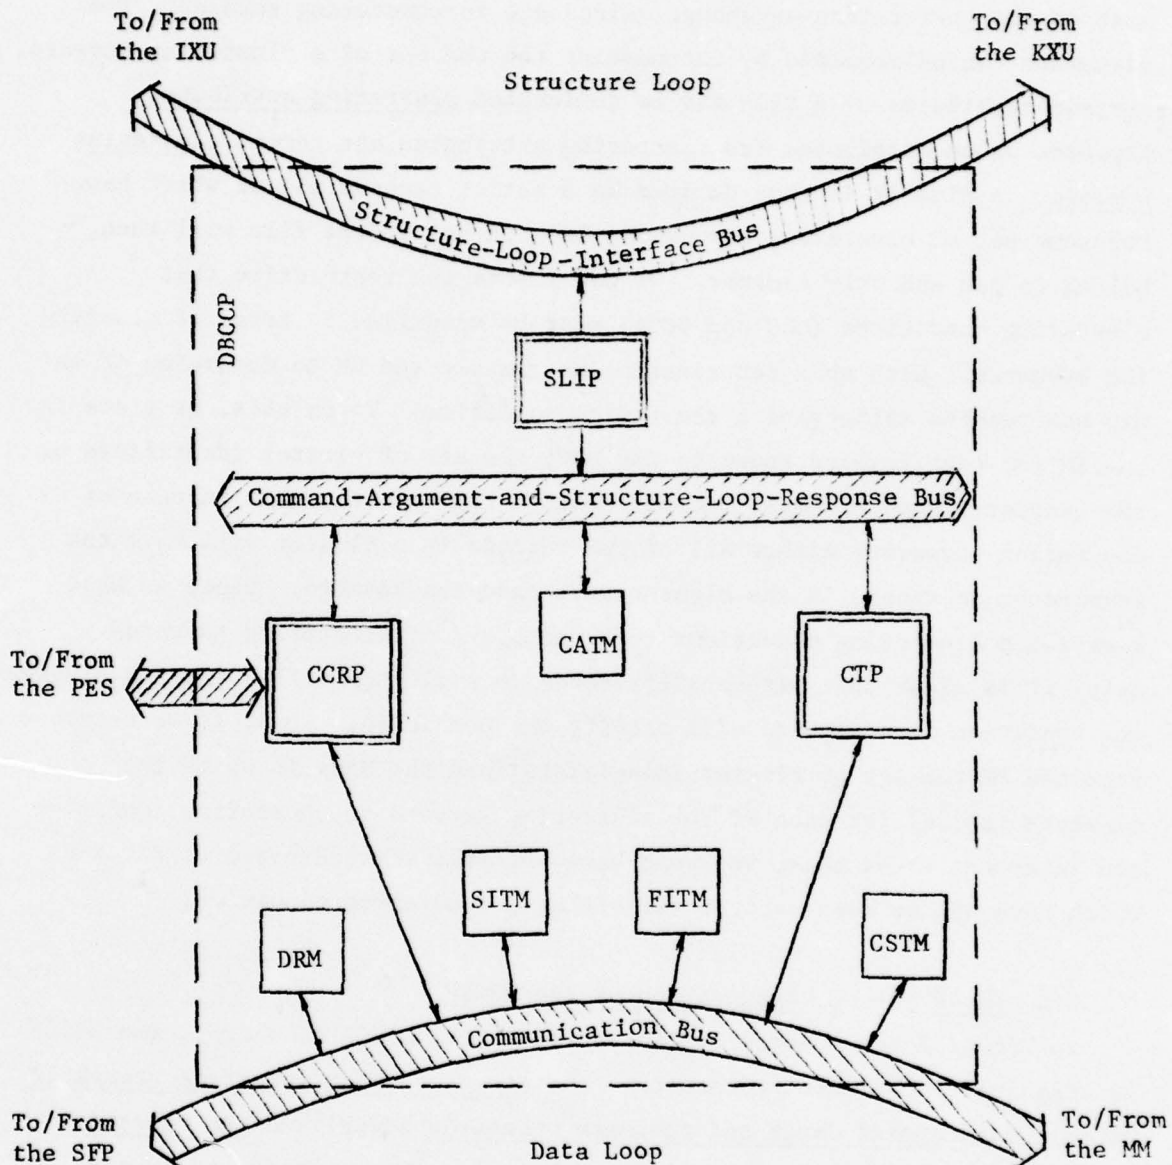 To/From
the IXU
To/From
the KXU
Structure Loop
Structure-Loop-Interface Bus
DBCCP
SLIP
Command-Argument-and-Structure-Loop-Response Bus
To/From
the PES
CCRP
CATM
CTP
SITM
FITM
DRM
CSTM
Communication Bus
To/From
the SFP
Data Loop
To/From
the MM